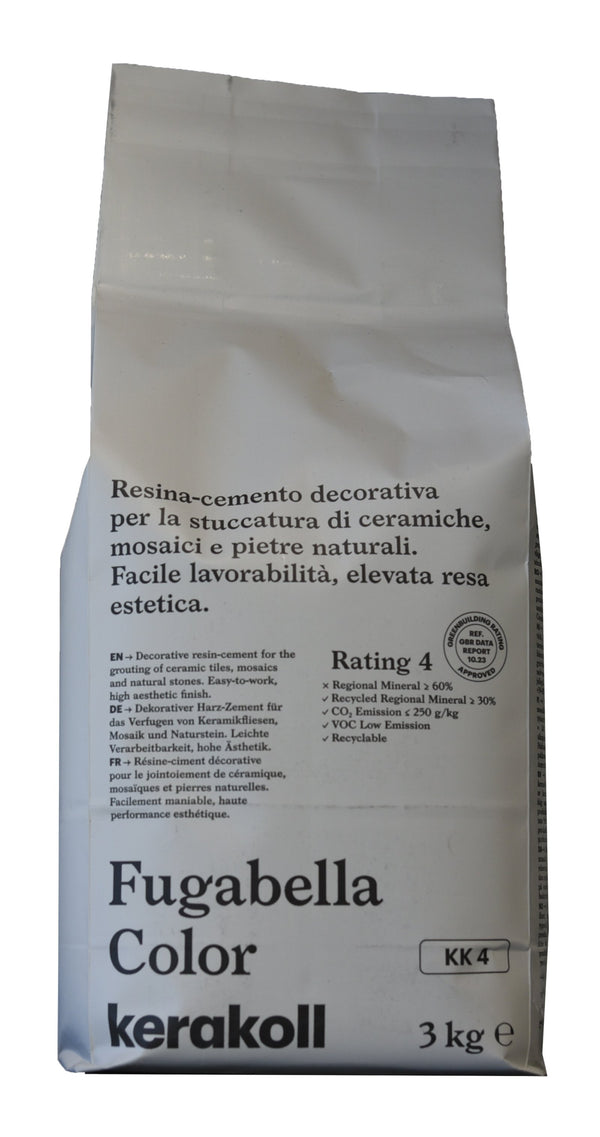 Resina-cemento decorativa
per la stuccatura di ceramiche,
mosaici e pietre naturali.
Facile lavorabilità, elevata resa
estetica.
EN → Decorative resin-cement for the
grouting of ceramic tiles, mosaics
and natural stones. Easy-to-work,
high aesthetic finish.
DE → Dekorativer Harz-Zement für
das Verfugen von Keramikfliesen,
Mosaik und Naturstein. Leichte
Verarbeitbarkeit, hohe Ästhetik.
FR → Résine-ciment décorative
pour le jointoiement de céramique,
mosaïques et pierres naturelles.
Facilement maniable, haute
performance esthétique.
GREENBUILDING RATING
REF.
GBR DATA
REPORT
10.23
APPROVED
Rating 4
× Regional Mineral ≥ 60%
✓ Recycled Regional Mineral ≥ 30%
✓ CO₂ Emission ≤ 250 g/kg
✓ VOC Low Emission
✓ Recyclable
Fugabella
Color
KK 4
kerakoll
3 kg ℮